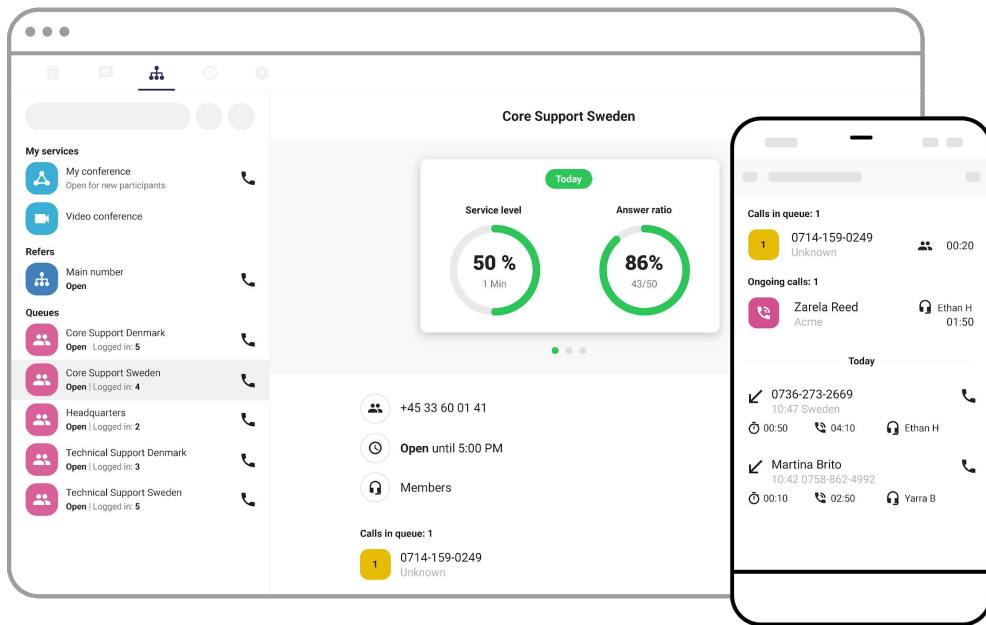 My services
My conference
Open for new participants
Video conference
Refers
Main number
Open
Queues
Core Support Denmark
Open Logged in: 5
Core Support Sweden
Open | Logged in: 4
Headquarters
Open | Logged in: 2
Technical Support Denmark
Open | Logged in: 3
Technical Support Sweden
Open | Logged in: 5
Core Support Sweden
Today
Service level
50 %
1 Min
Answer ratio
86%
43/50
+45 33 60 01 41
Open until 5:00 PM
Members
Calls in queue: 1
1
0714-159-0249
Unknown
Calls in queue: 1
1
0714-159-0249
Unknown
00:20
Ongoing calls: 1
Zarela Reed
Acme
Ethan H
01:50
Today
0736-273-2669
10:47 Sweden
00:50 04:10 Ethan H
Martina Brito
10:42 0758-862-4992
00:10 02:50 Yarra B